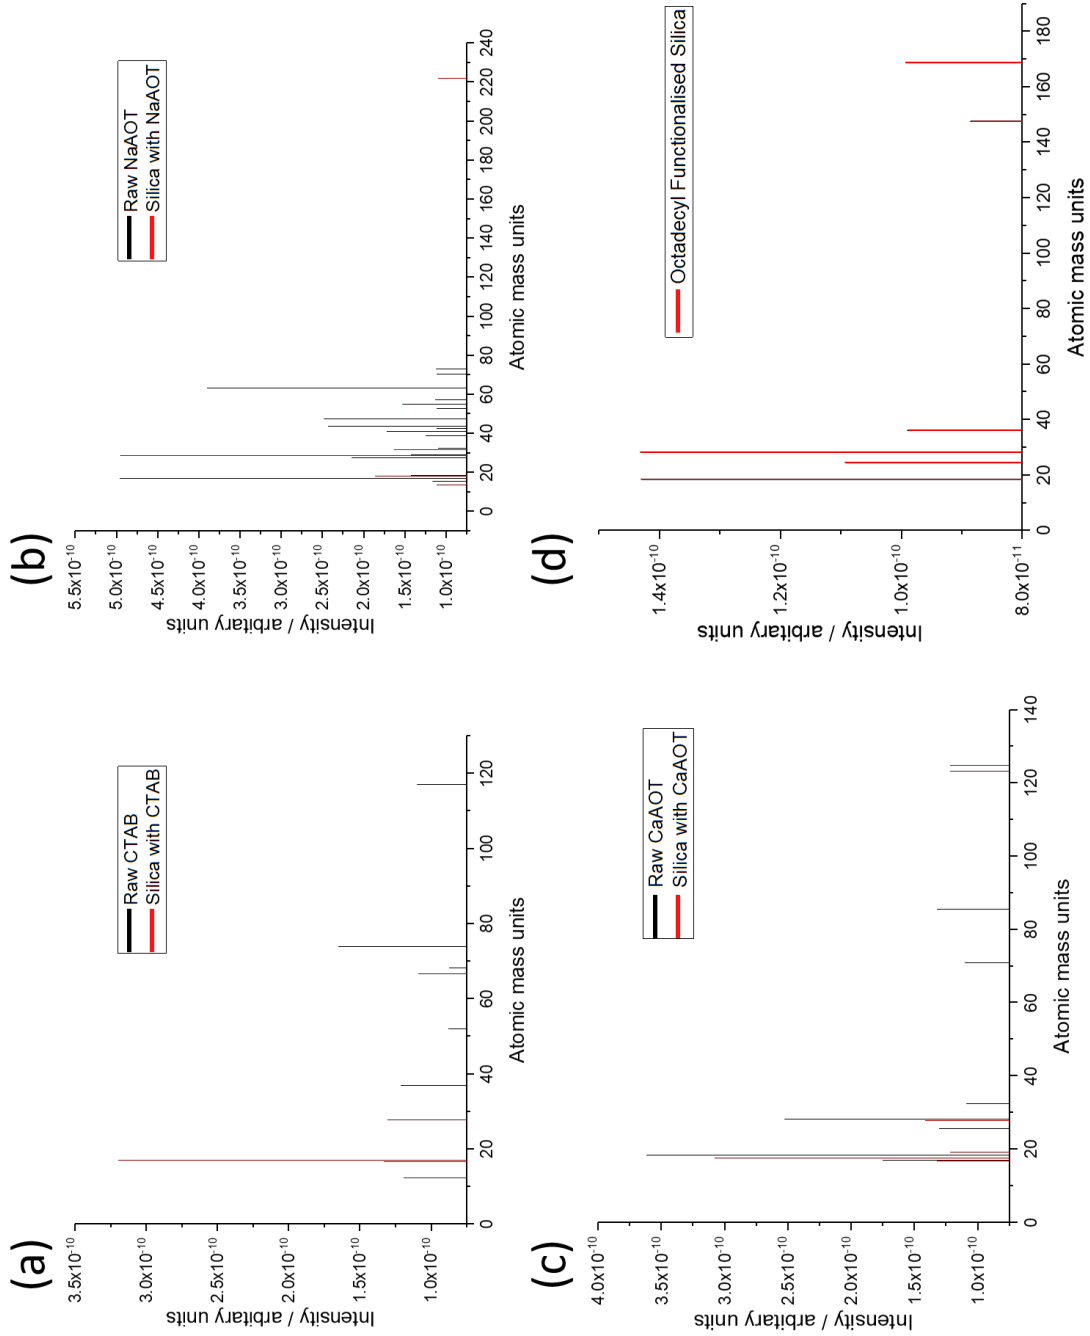 (a)
3.5x10⁻¹⁰
3.0x10⁻¹⁰
2.5x10⁻¹⁰
2.0x10⁻¹⁰
1.5x10⁻¹⁰
1.0x10⁻¹⁰
Intensity / arbitrary units
0 20 40 60 80 100 120
Atomic mass units
Raw CTAB
Silica with CTAB
(b)
5.5x10⁻¹⁰
5.0x10⁻¹⁰
4.5x10⁻¹⁰
4.0x10⁻¹⁰
3.5x10⁻¹⁰
3.0x10⁻¹⁰
2.5x10⁻¹⁰
2.0x10⁻¹⁰
1.5x10⁻¹⁰
1.0x10⁻¹⁰
Intensity / arbitrary units
0 20 40 60 80 100 120 140 160 180 200 220 240
Atomic mass units
Raw NaAOT
Silica with NaAOT
(c)
4.0x10⁻¹⁰
3.5x10⁻¹⁰
3.0x10⁻¹⁰
2.5x10⁻¹⁰
2.0x10⁻¹⁰
1.5x10⁻¹⁰
1.0x10⁻¹⁰
Intensity / arbitrary units
0 20 40 60 80 100 120 140
Atomic mass units
Raw CaAOT
Silica with CaAOT
(d)
1.4x10⁻¹⁰
1.2x10⁻¹⁰
1.0x10⁻¹⁰
8.0x10⁻¹¹
Intensity / arbitrary units
0 20 40 60 80 100 120 140 160 180
Atomic mass units
Octadecyl Functionalised Silica